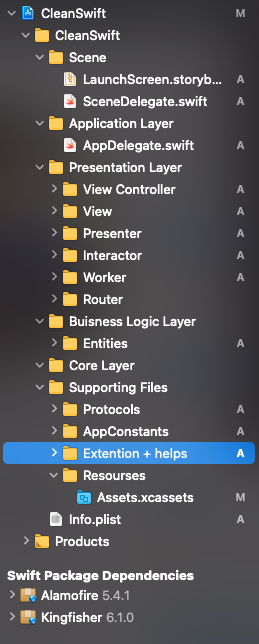 CleanSwift M
CleanSwift
Scene
LaunchScreen.storyb... A
SceneDelegate.swift A
Application Layer
AppDelegate.swift A
Presentation Layer
View Controller A
View A
Presenter A
Interactor A
Worker A
Router
Buisness Logic Layer
Entities A
Core Layer
Supporting Files
Protocols A
AppConstants A
Extention + helps A
Resourses
Assets.xcassets M
Info.plist A
Products
Swift Package Dependencies
Alamofire 5.4.1
Kingfisher 6.1.0